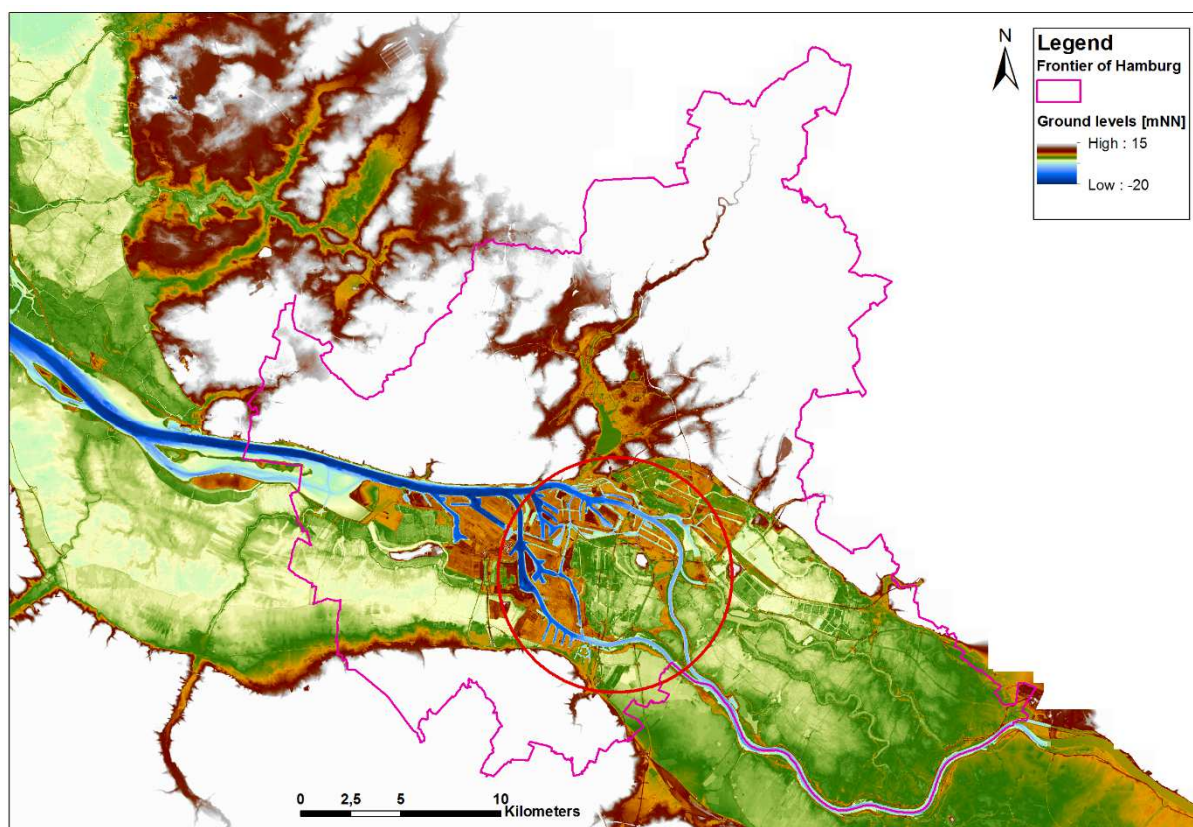 N
Legend
Frontier of Hamburg
Ground levels [mNN]
High : 15
Low : -20
0 2,5 5 10
Kilometers